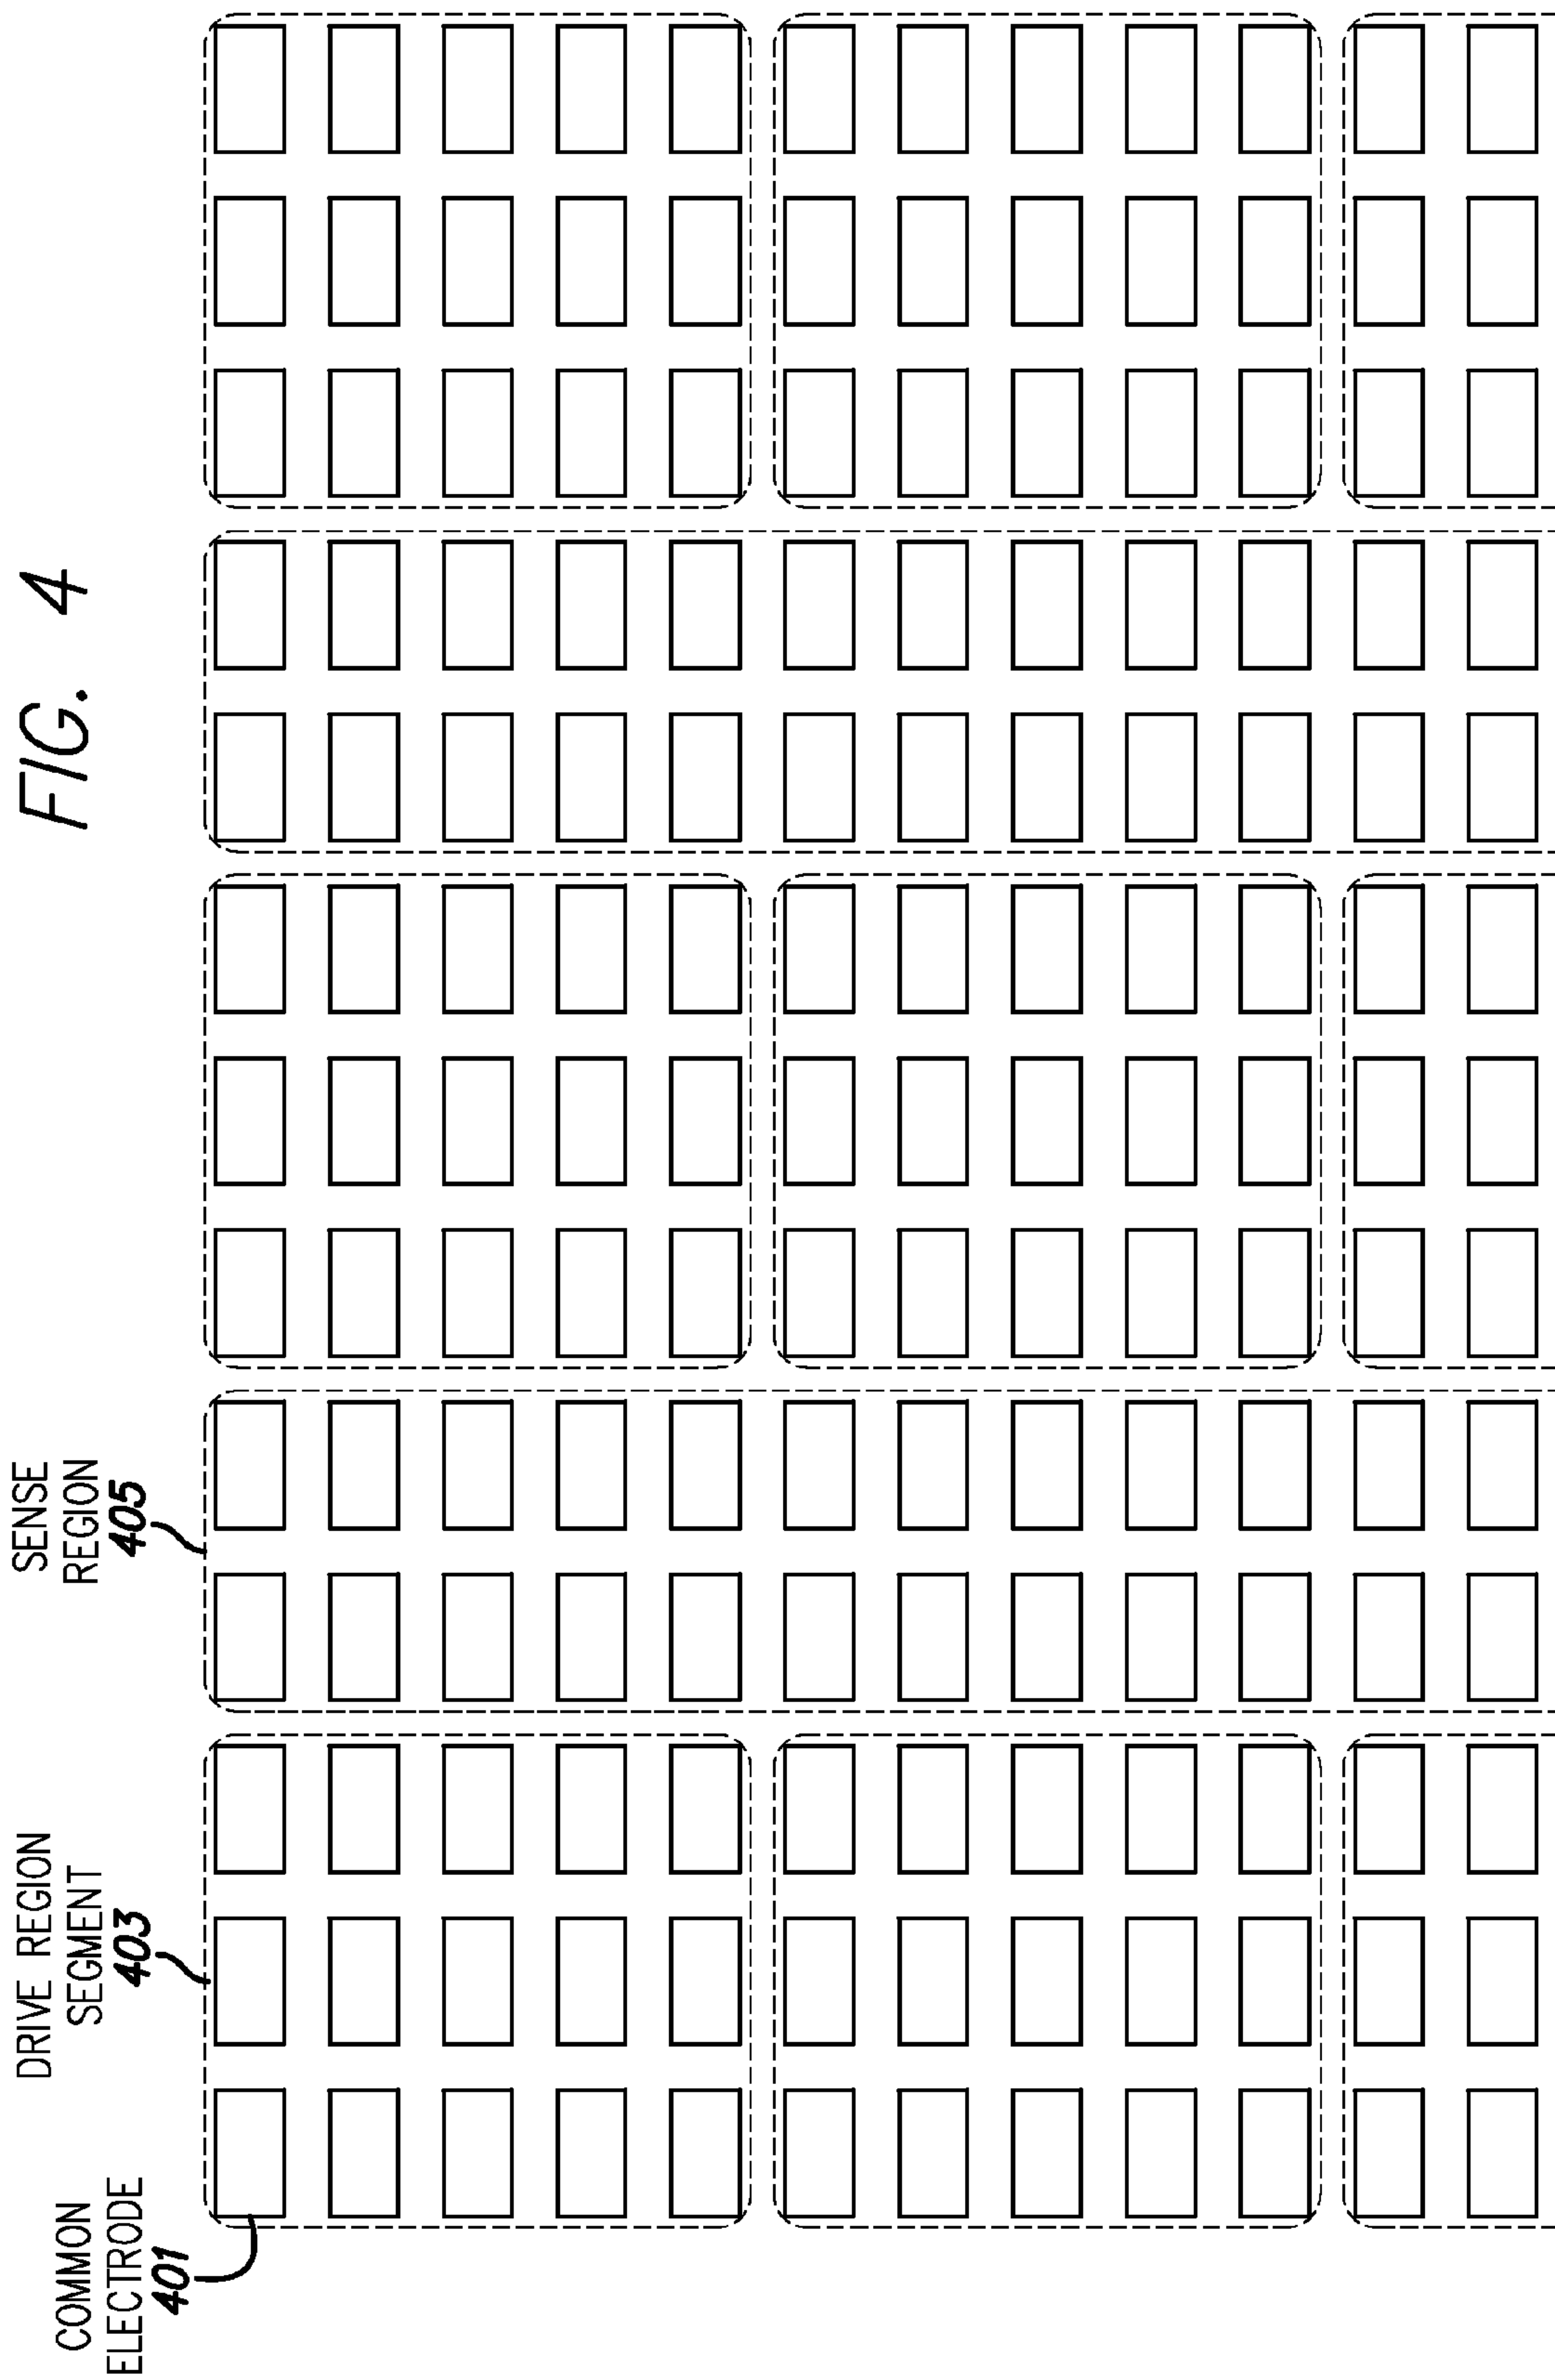 FIG. 4
COMMON
ELECTRODE
401
DRIVE REGION
SEGMENT
403
SENSE
REGION
405